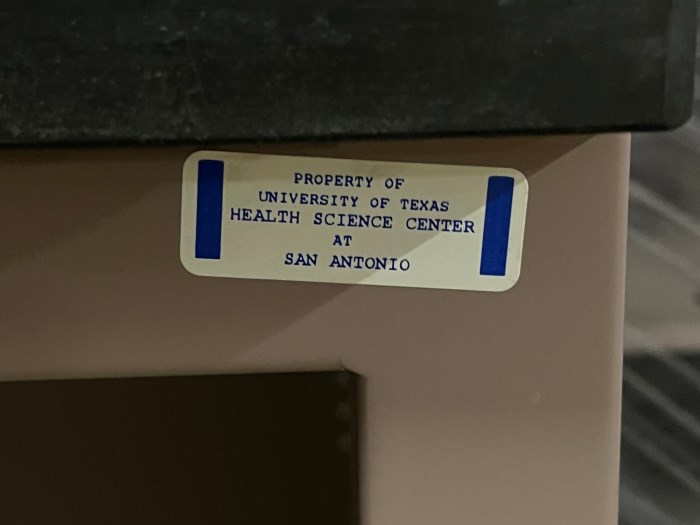 PROPERTY OF
UNIVERSITY OF TEXAS
HEALTH SCIENCE CENTER
AT
SAN ANTONIO